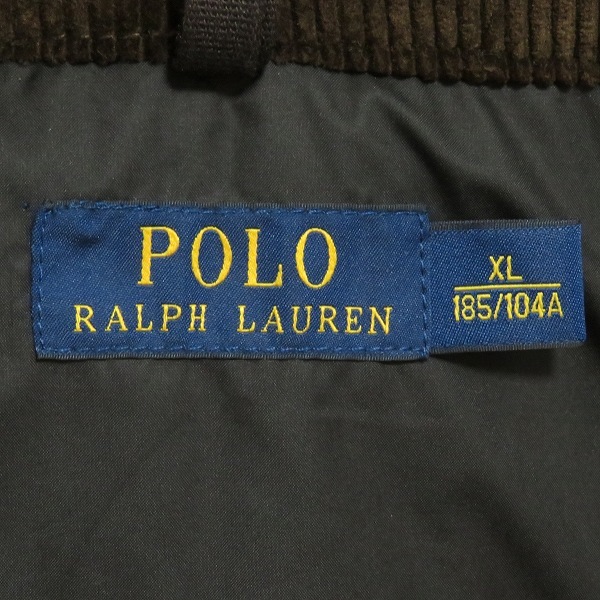 POLO
RALPH LAUREN
XL
185/104A